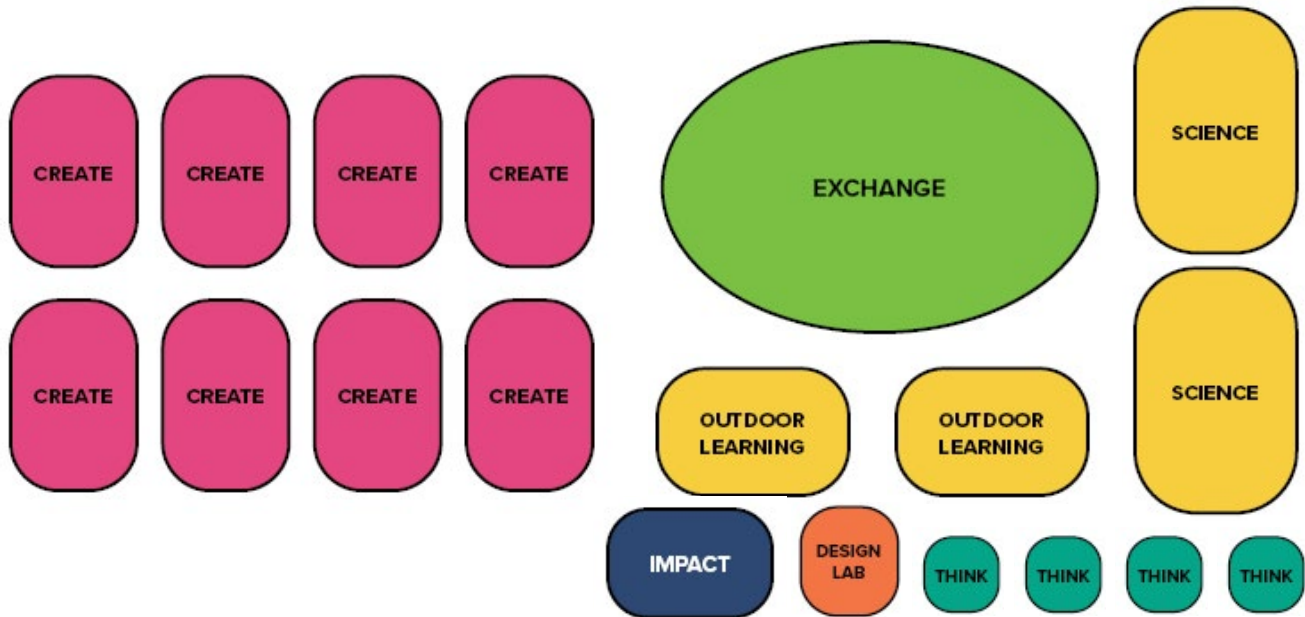 CREATE
CREATE
CREATE
CREATE
EXCHANGE
SCIENCE
CREATE
CREATE
CREATE
CREATE
OUTDOOR
LEARNING
OUTDOOR
LEARNING
SCIENCE
IMPACT
DESIGN
LAB
THINK
THINK
THINK
THINK